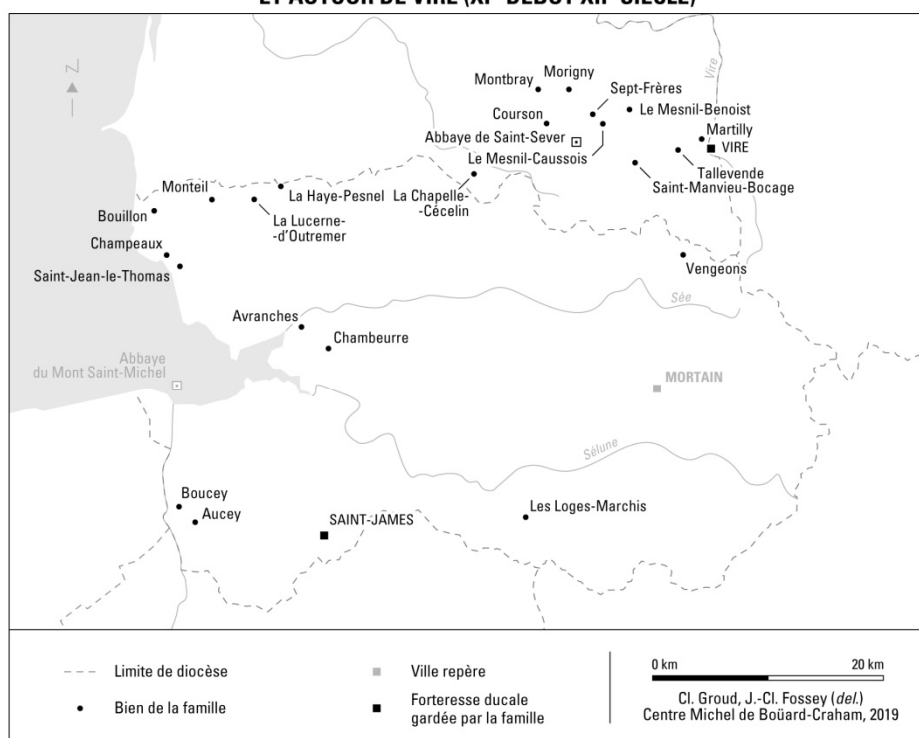 ET AUTOUR DE VIRE (XIᵉ-DÉBUT XIIᵉ SIÈCLE)
N
Vire
Montbray
Morigny
Sept-Frères
Courson
Le Mesnil-Benoist
Abbaye de Saint-Sever
Martilly
VIRE
Le Mesnil-Caussois
Tallevende
Saint-Manvieu-Bocage
Monteil
La Haye-Pesnel
La Chapelle-
-Cécelin
Bouillon
La Lucerne-
-d'Outremer
Champeaux
Saint-Jean-le-Thomas
Vengeons
Sée
Avranches
Chambeurre
Abbaye
du Mont Saint-Michel
MORTAIN
Sélune
Boucey
Aucey
SAINT-JAMES
Les Loges-Marchis
Limite de diocèse
Bien de la famille
Ville repère
Forteresse ducale
gardée par la famille
0 km
20 km
Cl. Groud, J.-Cl. Fossey (del.)
Centre Michel de Boüard-Craham, 2019